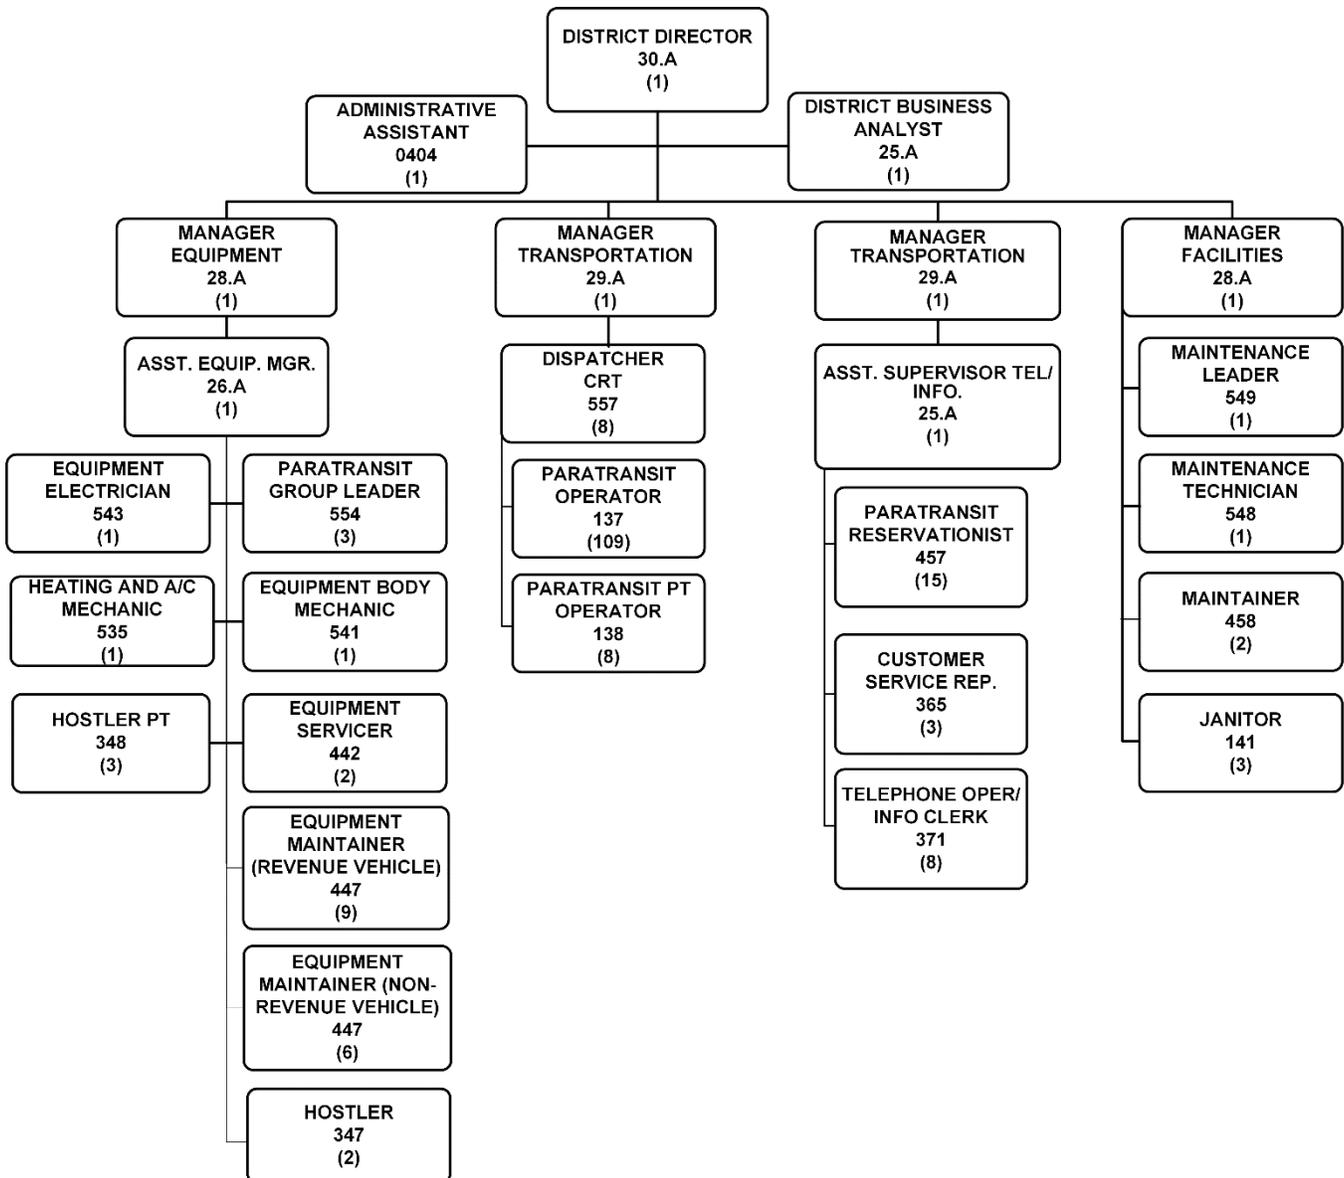 DISTRICT DIRECTOR
30.A
(1)
ADMINISTRATIVE
ASSISTANT
0404
(1)
DISTRICT BUSINESS
ANALYST
25.A
(1)
MANAGER
EQUIPMENT
28.A
(1)
ASST. EQUIP. MGR.
26.A
(1)
EQUIPMENT
ELECTRICIAN
543
(1)
PARATRANSIT
GROUP LEADER
554
(3)
HEATING AND A/C
MECHANIC
535
(1)
EQUIPMENT BODY
MECHANIC
541
(1)
HOSTLER PT
348
(3)
EQUIPMENT
SERVICER
442
(2)
EQUIPMENT
MAINTAINER
(REVENUE VEHICLE)
447
(9)
EQUIPMENT
MAINTAINER (NON-
REVENUE VEHICLE)
447
(6)
HOSTLER
347
(2)
MANAGER
TRANSPORTATION
29.A
(1)
DISPATCHER
CRT
557
(8)
PARATRANSIT
OPERATOR
137
(109)
PARATRANSIT PT
OPERATOR
138
(8)
MANAGER
TRANSPORTATION
29.A
(1)
ASST. SUPERVISOR TEL/
INFO.
25.A
(1)
PARATRANSIT
RESERVATIONIST
457
(15)
CUSTOMER
SERVICE REP.
365
(3)
TELEPHONE OPER/
INFO CLERK
371
(8)
MANAGER
FACILITIES
28.A
(1)
MAINTENANCE
LEADER
549
(1)
MAINTENANCE
TECHNICIAN
548
(1)
MAINTAINER
458
(2)
JANITOR
141
(3)